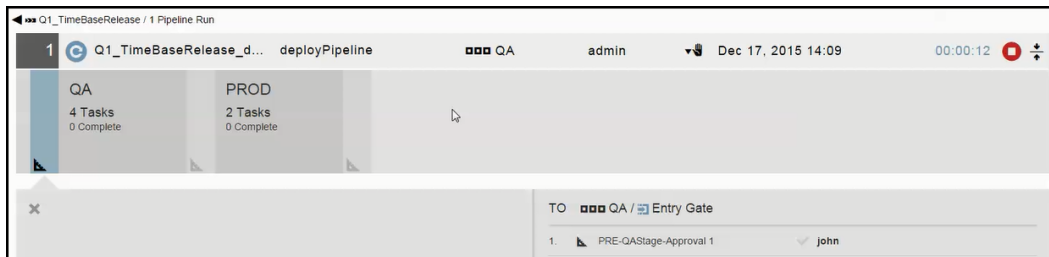 Q1_TimeBaseRelease / 1 Pipeline Run
1 Q1_TimeBaseRelease_d... deployPipeline QA admin Dec 17, 2015 14:09 00:00:12
QA PROD
4 Tasks 2 Tasks
0 Complete 0 Complete
TO QA / Entry Gate
1. PRE-QAStage-Approval 1 john